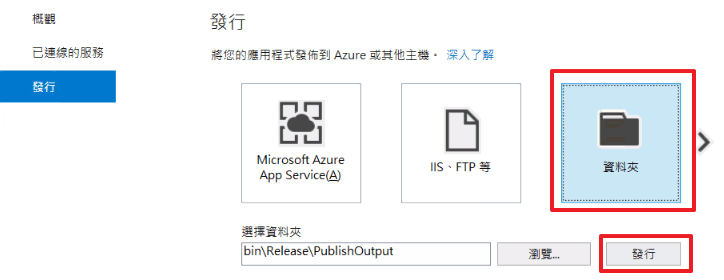 概觀
已連線的服務
發行
發行
將您的應用程式發佈到 Azure 或其他主機。 深入了解
Microsoft Azure
App Service(A)
IIS、FTP 等
資料夾
選擇資料夾
bin\Release\PublishOutput
瀏覽...
發行